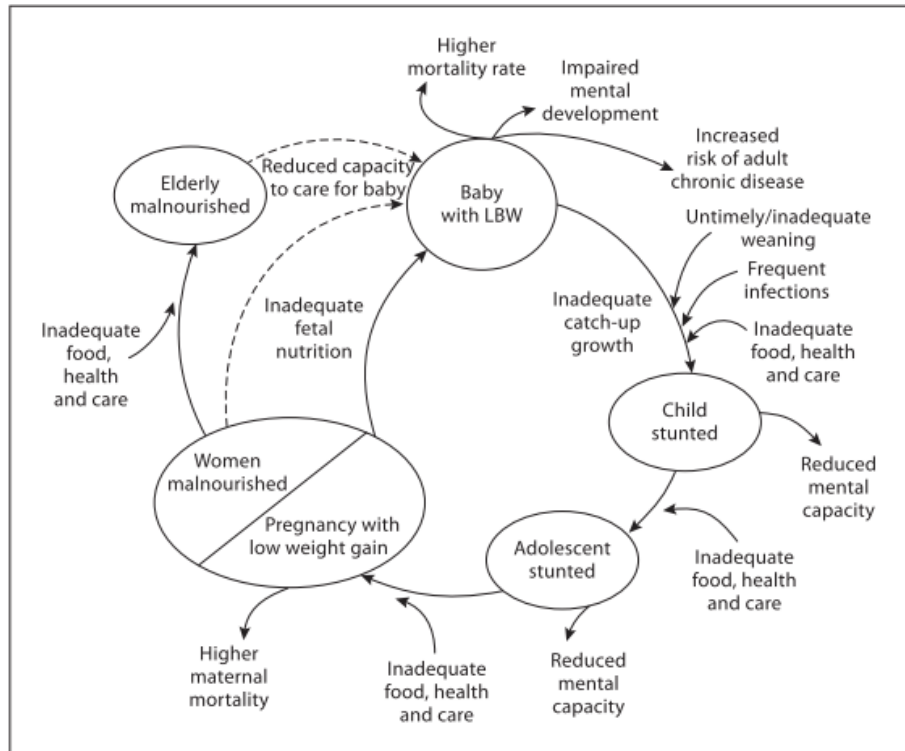 Higher
mortality rate
Impaired
mental
development
Increased
risk of adult
chronic disease
Elderly
malnourished
Reduced capacity
to care for baby
Baby
with LBW
Untimely/inadequate
weaning
Frequent
infections
Inadequate
food, health
and care
Inadequate
catch-up
growth
Inadequate
fetal
nutrition
Inadequate
food,
health
and care
Child
stunted
Reduced
mental
capacity
Women
malnourished
Pregnancy with
low weight gain
Adolescent
stunted
Inadequate
food, health
and care
Higher
maternal
mortality
Inadequate
food, health
and care
Reduced
mental
capacity